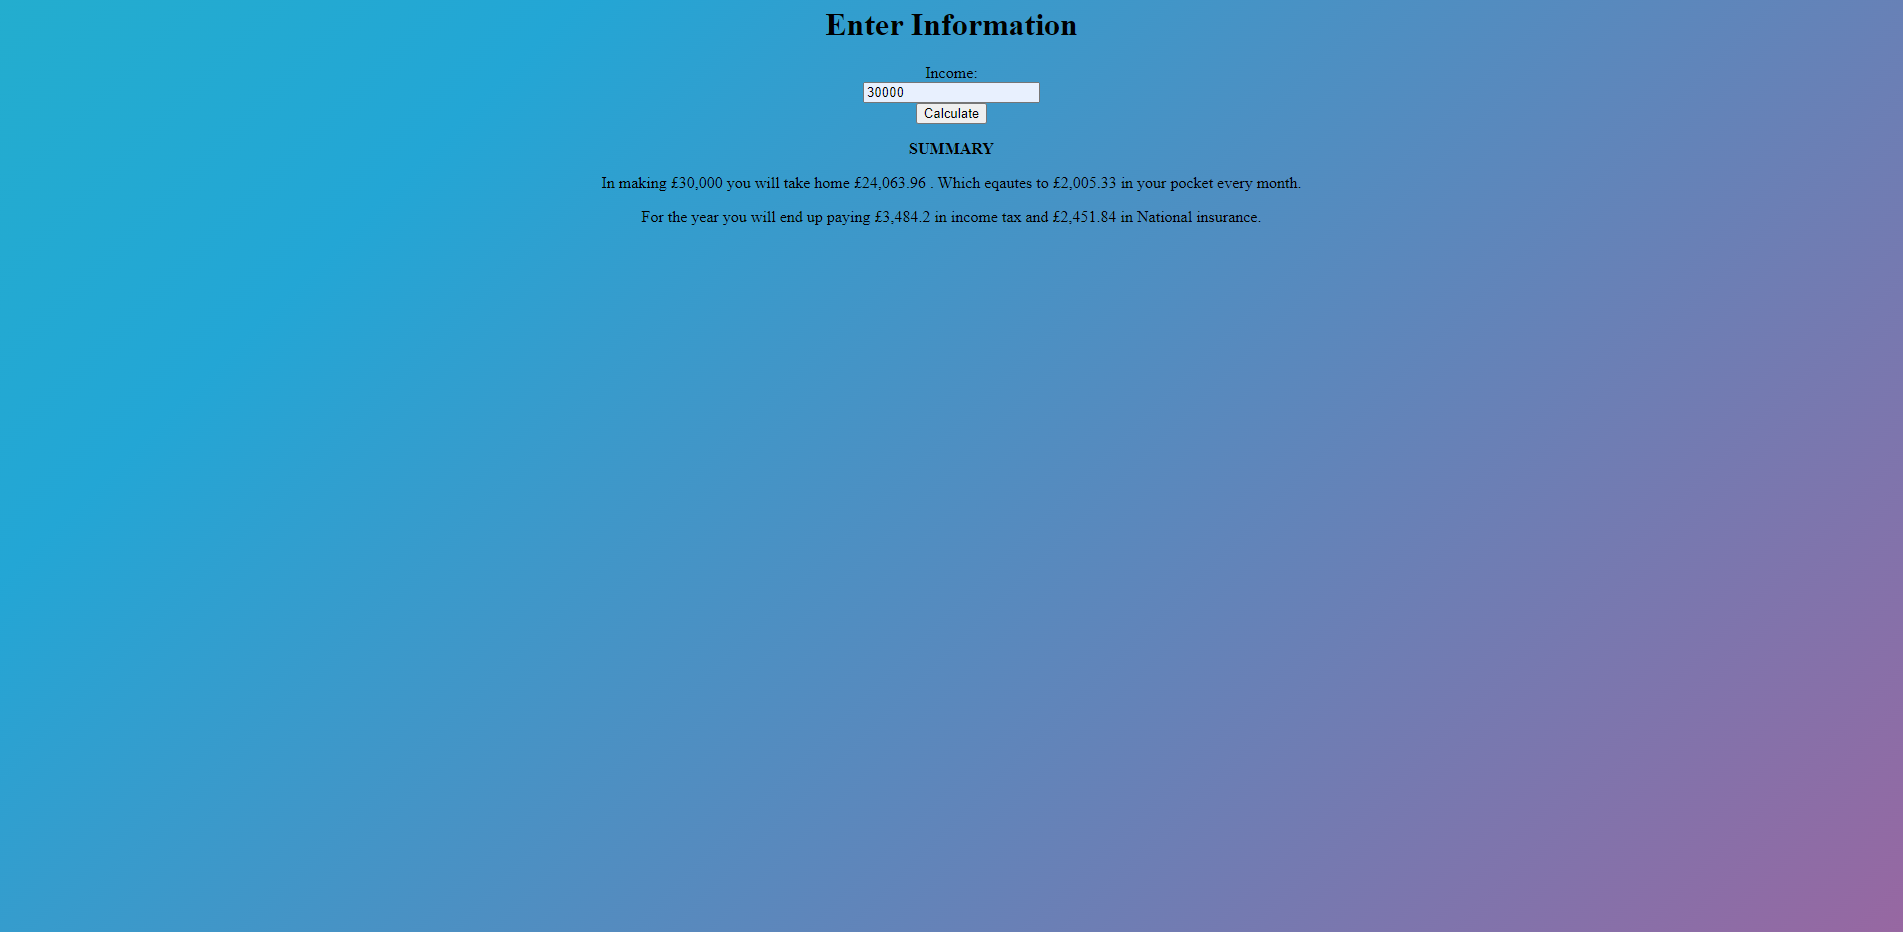 Enter Information
Income:
30000
Calculate
SUMMARY
In making £30,000 you will take home £24,063.96 . Which eqautes to £2,005.33 in your pocket every month.
For the year you will end up paying £3,484.2 in income tax and £2,451.84 in National insurance.